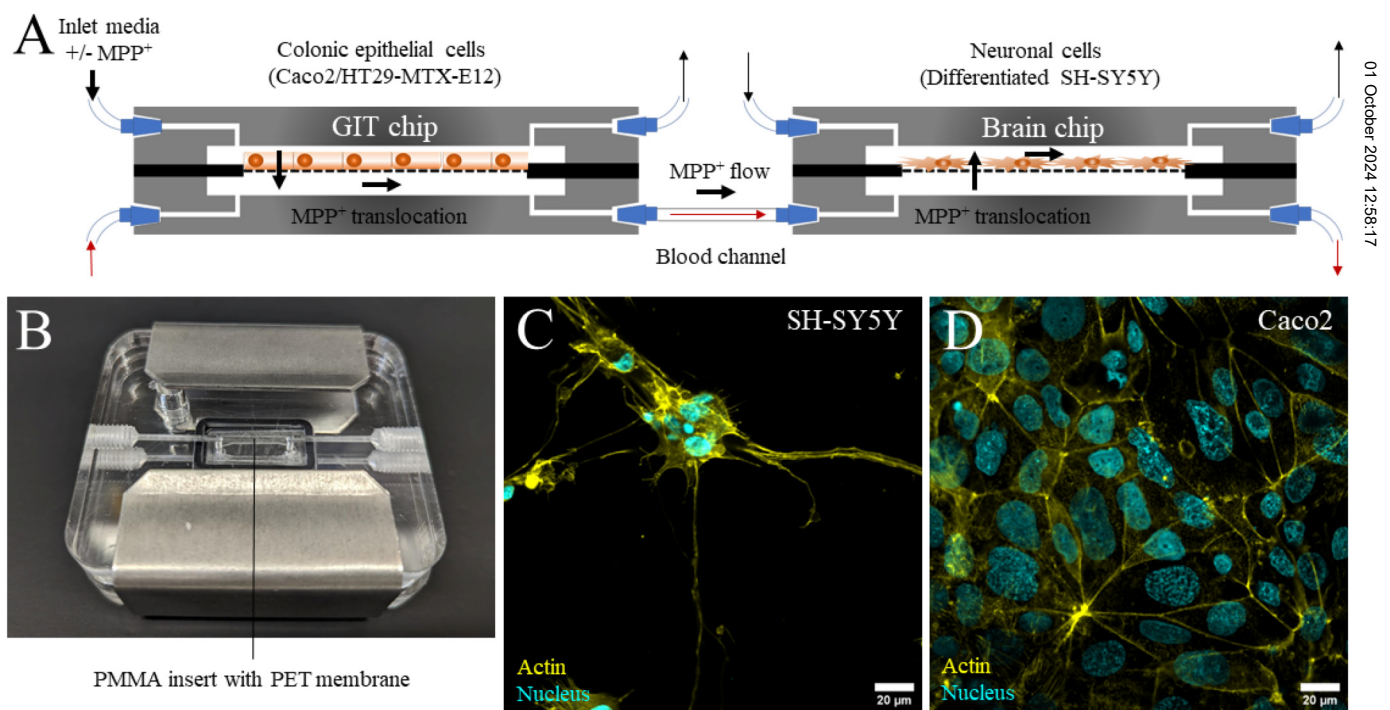 A
Inlet media
+/- MPP⁺
Colonic epithelial cells
(Caco2/HT29-MTX-E12)
Neuronal cells
(Differentiated SH-SY5Y)
GIT chip
Brain chip
MPP⁺ flow
MPP⁺ translocation
MPP⁺ translocation
Blood channel
01 October 2024 12:58:17
B
PMMA insert with PET membrane
C
SH-SY5Y
Actin
Nucleus
20 µm
D
Caco2
Actin
Nucleus
20 µm